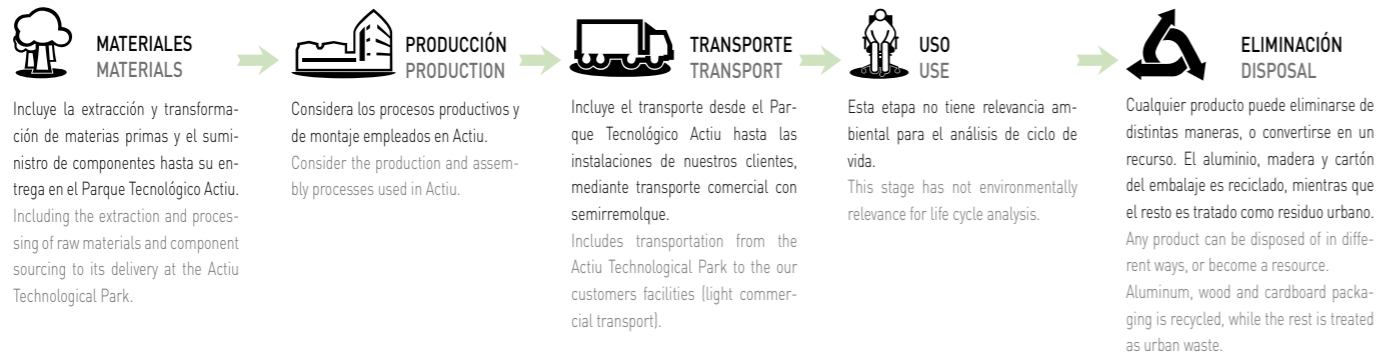 MATERIALES
MATERIALS
Incluye la extracción y transforma-
ción de materias primas y el sumi-
nistro de componentes hasta su en-
trega en el Parque Tecnológico Actiu.
Including the extraction and proces-
sing of raw materials and component
sourcing to its delivery at the Actiu
Technological Park.
PRODUCCIÓN
PRODUCTION
Considera los procesos productivos y
de montaje empleados en Actiu.
Consider the production and assem-
bly processes used in Actiu.
TRANSPORTE
TRANSPORT
Incluye el transporte desde el Par-
que Tecnológico Actiu hasta las
instalaciones de nuestros clientes,
mediante transporte comercial con
semirremolque.
Includes transportation from the
Actiu Technological Park to the our
customers facilities (light commer-
cial transport).
USO
USE
Esta etapa no tiene relevancia am-
biental para el análisis de ciclo de
vida.
This stage has not environmentally
relevance for life cycle analysis.
ELIMINACIÓN
DISPOSAL
Cualquier producto puede eliminarse de
distintas maneras, o convertirse en un
recurso. El aluminio, madera y cartón
del embalaje es reciclado, mientras que
el resto es tratado como residuo urbano.
Any product can be disposed of in diffe-
rent ways, or become a resource.
Aluminum, wood and cardboard packa-
ging is recycled, while the rest is treated
as urban waste.